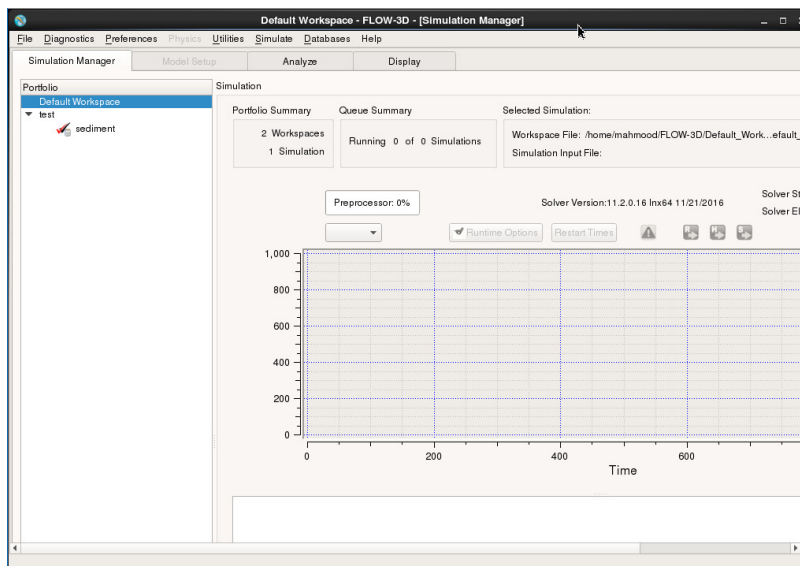 Default Workspace - FLOW-3D - [Simulation Manager]
File Diagnostics Preferences Physics Utilities Simulate Databases Help
Simulation Manager Model Setup Analyze Display
Portfolio
Default Workspace
test
sediment
Simulation
Portfolio Summary Queue Summary Selected Simulation:
2 Workspaces
1 Simulation
Running 0 of 0 Simulations
Workspace File: /home/mahmood/FLOW-3D/Default_Work...efault_
Simulation Input File:
Preprocessor: 0%
Solver Version:11.2.0.16 lnx64 11/21/2016
Solver St
Solver El
Runtime Options Restart Times
R H S
1,000
800
600
400
200
0
0 200 400 600
Time